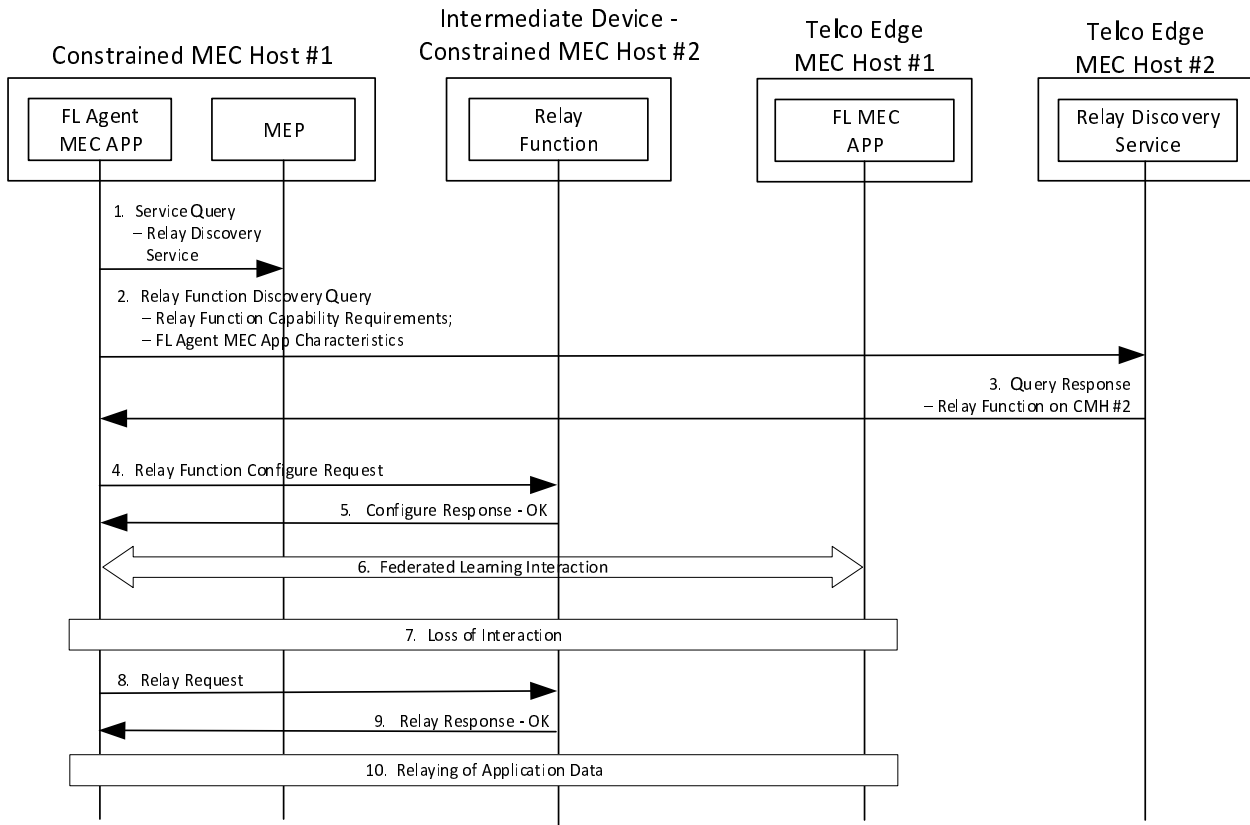 Constrained MEC Host #1
Intermediate Device -
Constrained MEC Host #2
Telco Edge
MEC Host #1
Telco Edge
MEC Host #2
FL Agent
MEC APP
MEP
Relay
Function
FL MEC
APP
Relay Discovery
Service
1. Service Query
– Relay Discovery
Service
2. Relay Function Discovery Query
– Relay Function Capability Requirements;
– FL Agent MEC App Characteristics
3. Query Response
– Relay Function on CMH #2
4. Relay Function Configure Request
5. Configure Response - OK
6. Federated Learning Interaction
7. Loss of Interaction
8. Relay Request
9. Relay Response - OK
10. Relaying of Application Data